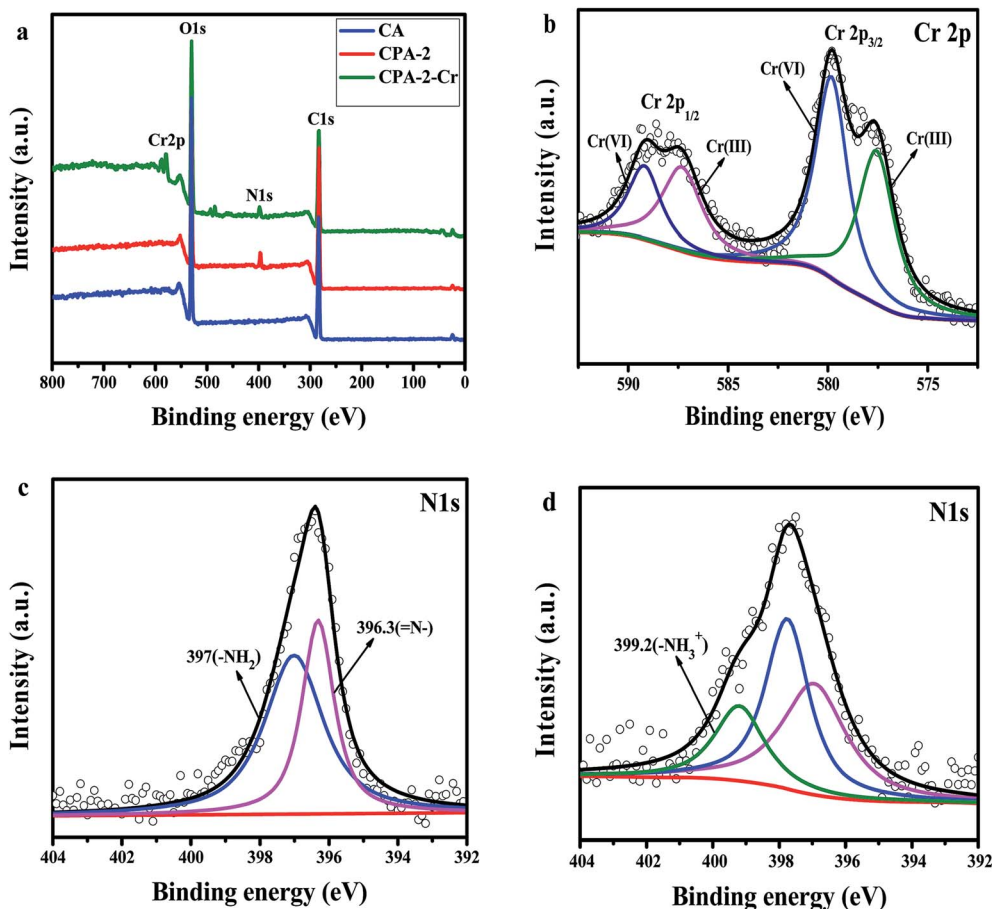 a
O1s
CA
CPA-2
CPA-2-Cr
C1s
Cr2p
N1s
Intensity (a.u.)
800 700 600 500 400 300 200 100 0
Binding energy (eV)
b
Cr 2p
Cr 2p3/2
Cr(VI)
Cr 2p1/2
Cr(VI)
Cr(III)
Cr(III)
Intensity (a.u.)
590 585 580 575
Binding energy (eV)
c
N1s
396.3(=N-)
397(-NH2)
Intensity (a.u.)
404 402 400 398 396 394 392
Binding energy (eV)
d
N1s
399.2(-NH3+)
Intensity (a.u.)
404 402 400 398 396 394 392
Binding energy (eV)